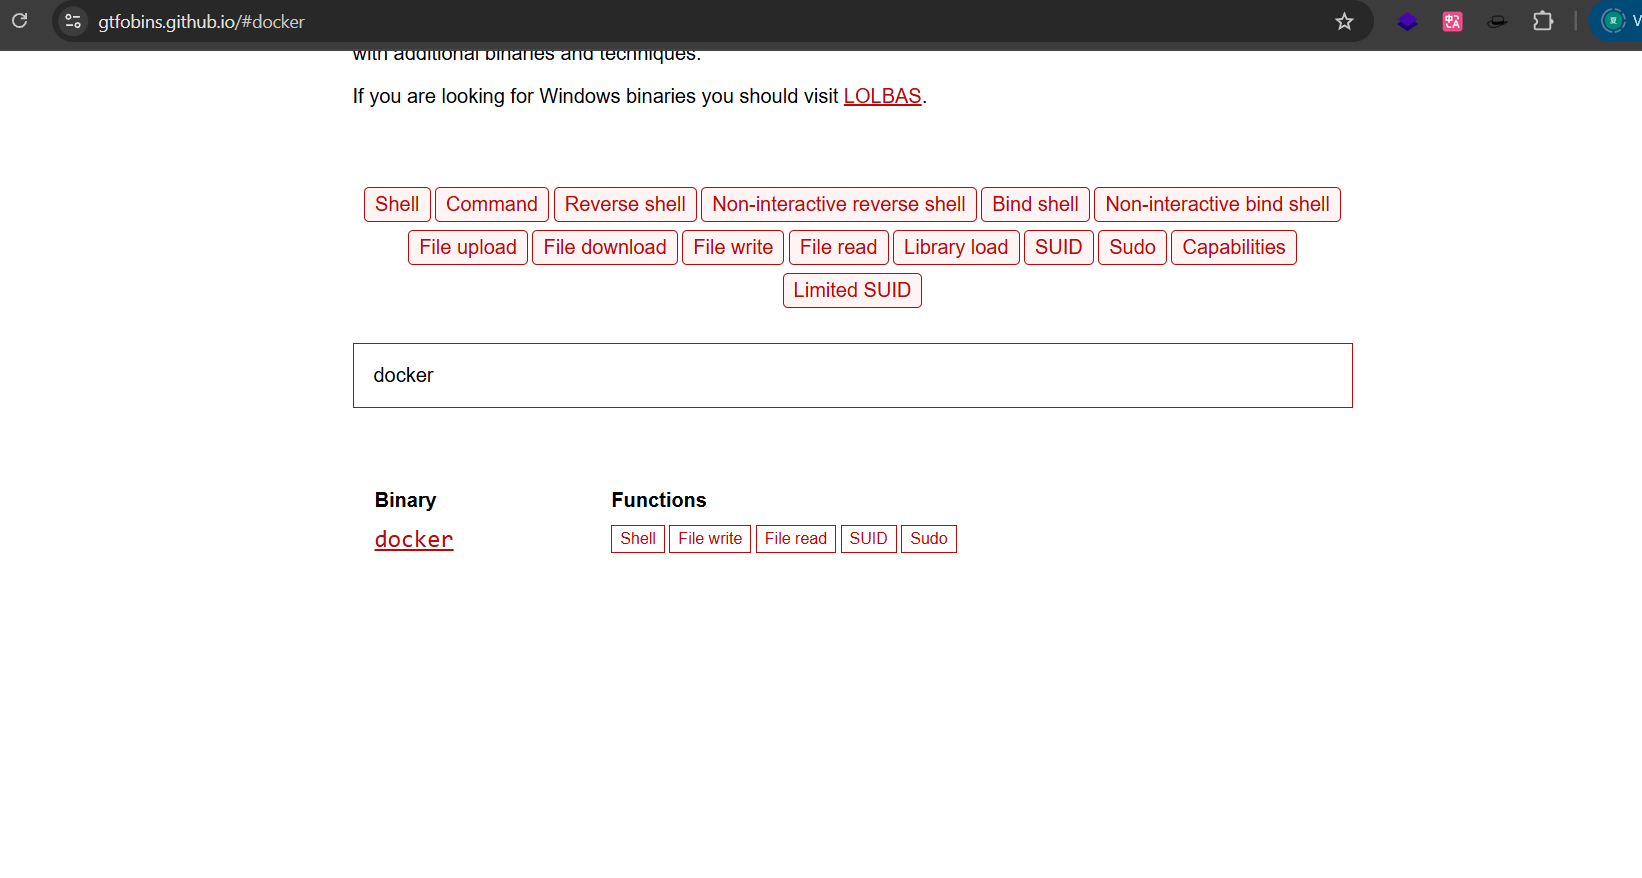 gtfobins.github.io/#docker
with additional binaries and techniques.
If you are looking for Windows binaries you should visit LOLBAS.
Shell Command Reverse shell Non-interactive reverse shell Bind shell Non-interactive bind shell
File upload File download File write File read Library load SUID Sudo Capabilities
Limited SUID
docker
Binary Functions
docker Shell File write File read SUID Sudo